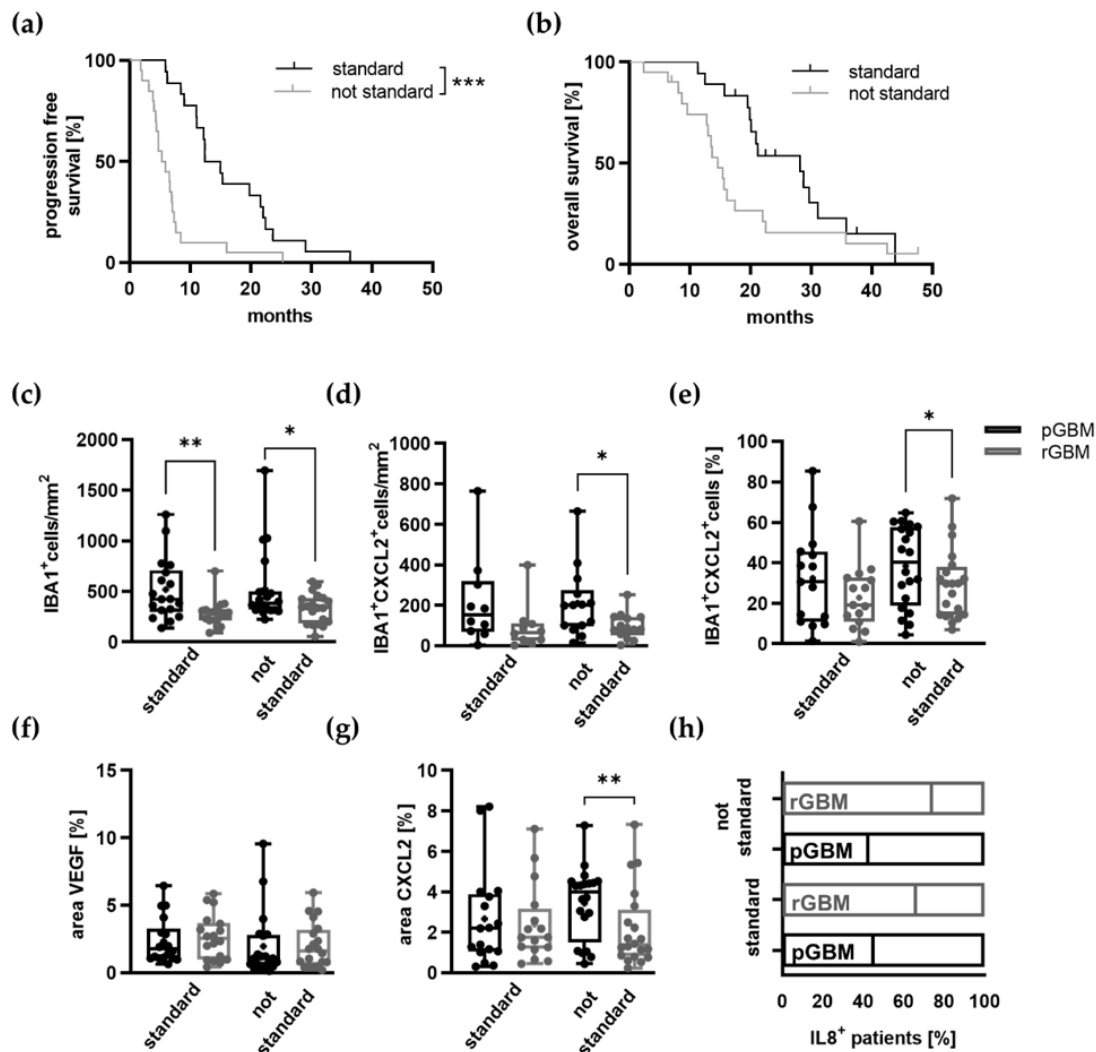 (a)
progression free
survival [%]
100
50
0
0 10 20 30 40 50
months
standard
not standard
***
(b)
overall survival [%]
100
50
0
0 10 20 30 40 50
months
standard
not standard
(c)
IBA1+cells/mm2
2000
1500
1000
500
0
**
*
standard
not
standard
(d)
IBA1+CXCL2+cells/mm2
1000
800
600
400
200
0
*
standard
not
standard
(e)
IBA1+CXCL2+cells [%]
100
80
60
40
20
0
*
standard
not
standard
pGBM
rGBM
(f)
area VEGF [%]
15
10
5
0
standard
not
standard
(g)
area CXCL2 [%]
10
8
6
4
2
0
**
standard
not
standard
(h)
not
standard
standard
rGBM
pGBM
rGBM
pGBM
0 20 40 60 80 100
IL8+ patients [%]